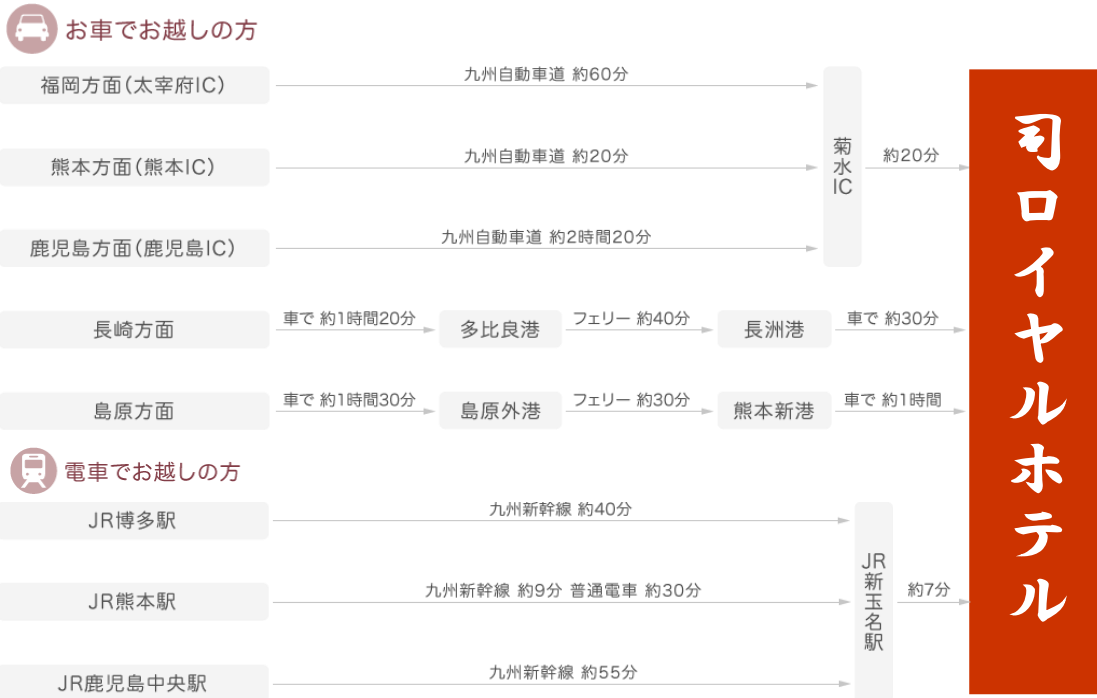 お車でお越しの方
福岡方面(太宰府IC)
九州自動車道 約60分
熊本方面(熊本IC)
九州自動車道 約20分
鹿児島方面(鹿児島IC)
九州自動車道 約2時間20分
菊水IC
約20分
長崎方面
車で 約1時間20分
多比良港
フェリー 約40分
長洲港
車で 約30分
島原方面
車で 約1時間30分
島原外港
フェリー 約30分
熊本新港
車で 約1時間
電車でお越しの方
JR博多駅
九州新幹線 約40分
JR熊本駅
九州新幹線 約9分 普通電車 約30分
JR鹿児島中央駅
九州新幹線 約55分
JR新玉名駅
約7分
司ロイヤルホテル